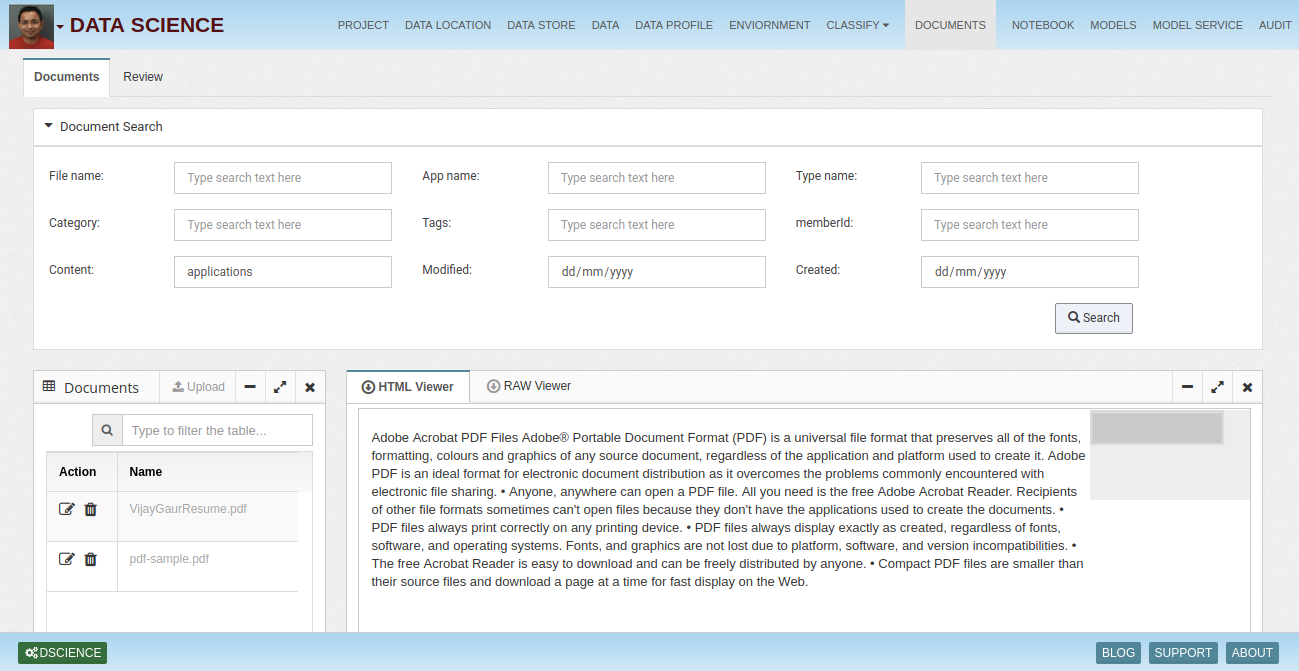 DATA SCIENCE PROJECT DATA LOCATION DATA STORE DATA DATA PROFILE ENVIORNMENT CLASSIFY DOCUMENTS NOTEBOOK MODELS MODEL SERVICE AUDIT
Documents Review
Document Search
File name: Type search text here App name: Type search text here Type name: Type search text here
Category: Type search text here Tags: Type search text here memberId: Type search text here
Content: applications Modified: dd/mm/yyyy Created: dd/mm/yyyy
Search
Documents Upload
Type to filter the table...
Action Name
VijayGaurResume.pdf
pdf-sample.pdf
HTML Viewer RAW Viewer
Adobe Acrobat PDF Files Adobe® Portable Document Format (PDF) is a universal file format that preserves all of the fonts,
formatting, colours and graphics of any source document, regardless of the application and platform used to create it. Adobe
PDF is an ideal format for electronic document distribution as it overcomes the problems commonly encountered with
electronic file sharing. • Anyone, anywhere can open a PDF file. All you need is the free Adobe Acrobat Reader. Recipients
of other file formats sometimes can't open files because they don't have the applications used to create the documents. •
PDF files always print correctly on any printing device. • PDF files always display exactly as created, regardless of fonts,
software, and operating systems. Fonts, and graphics are not lost due to platform, software, and version incompatibilities. •
The free Acrobat Reader is easy to download and can be freely distributed by anyone. • Compact PDF files are smaller than
their source files and download a page at a time for fast display on the Web.
DSCIENCE BLOG SUPPORT ABOUT